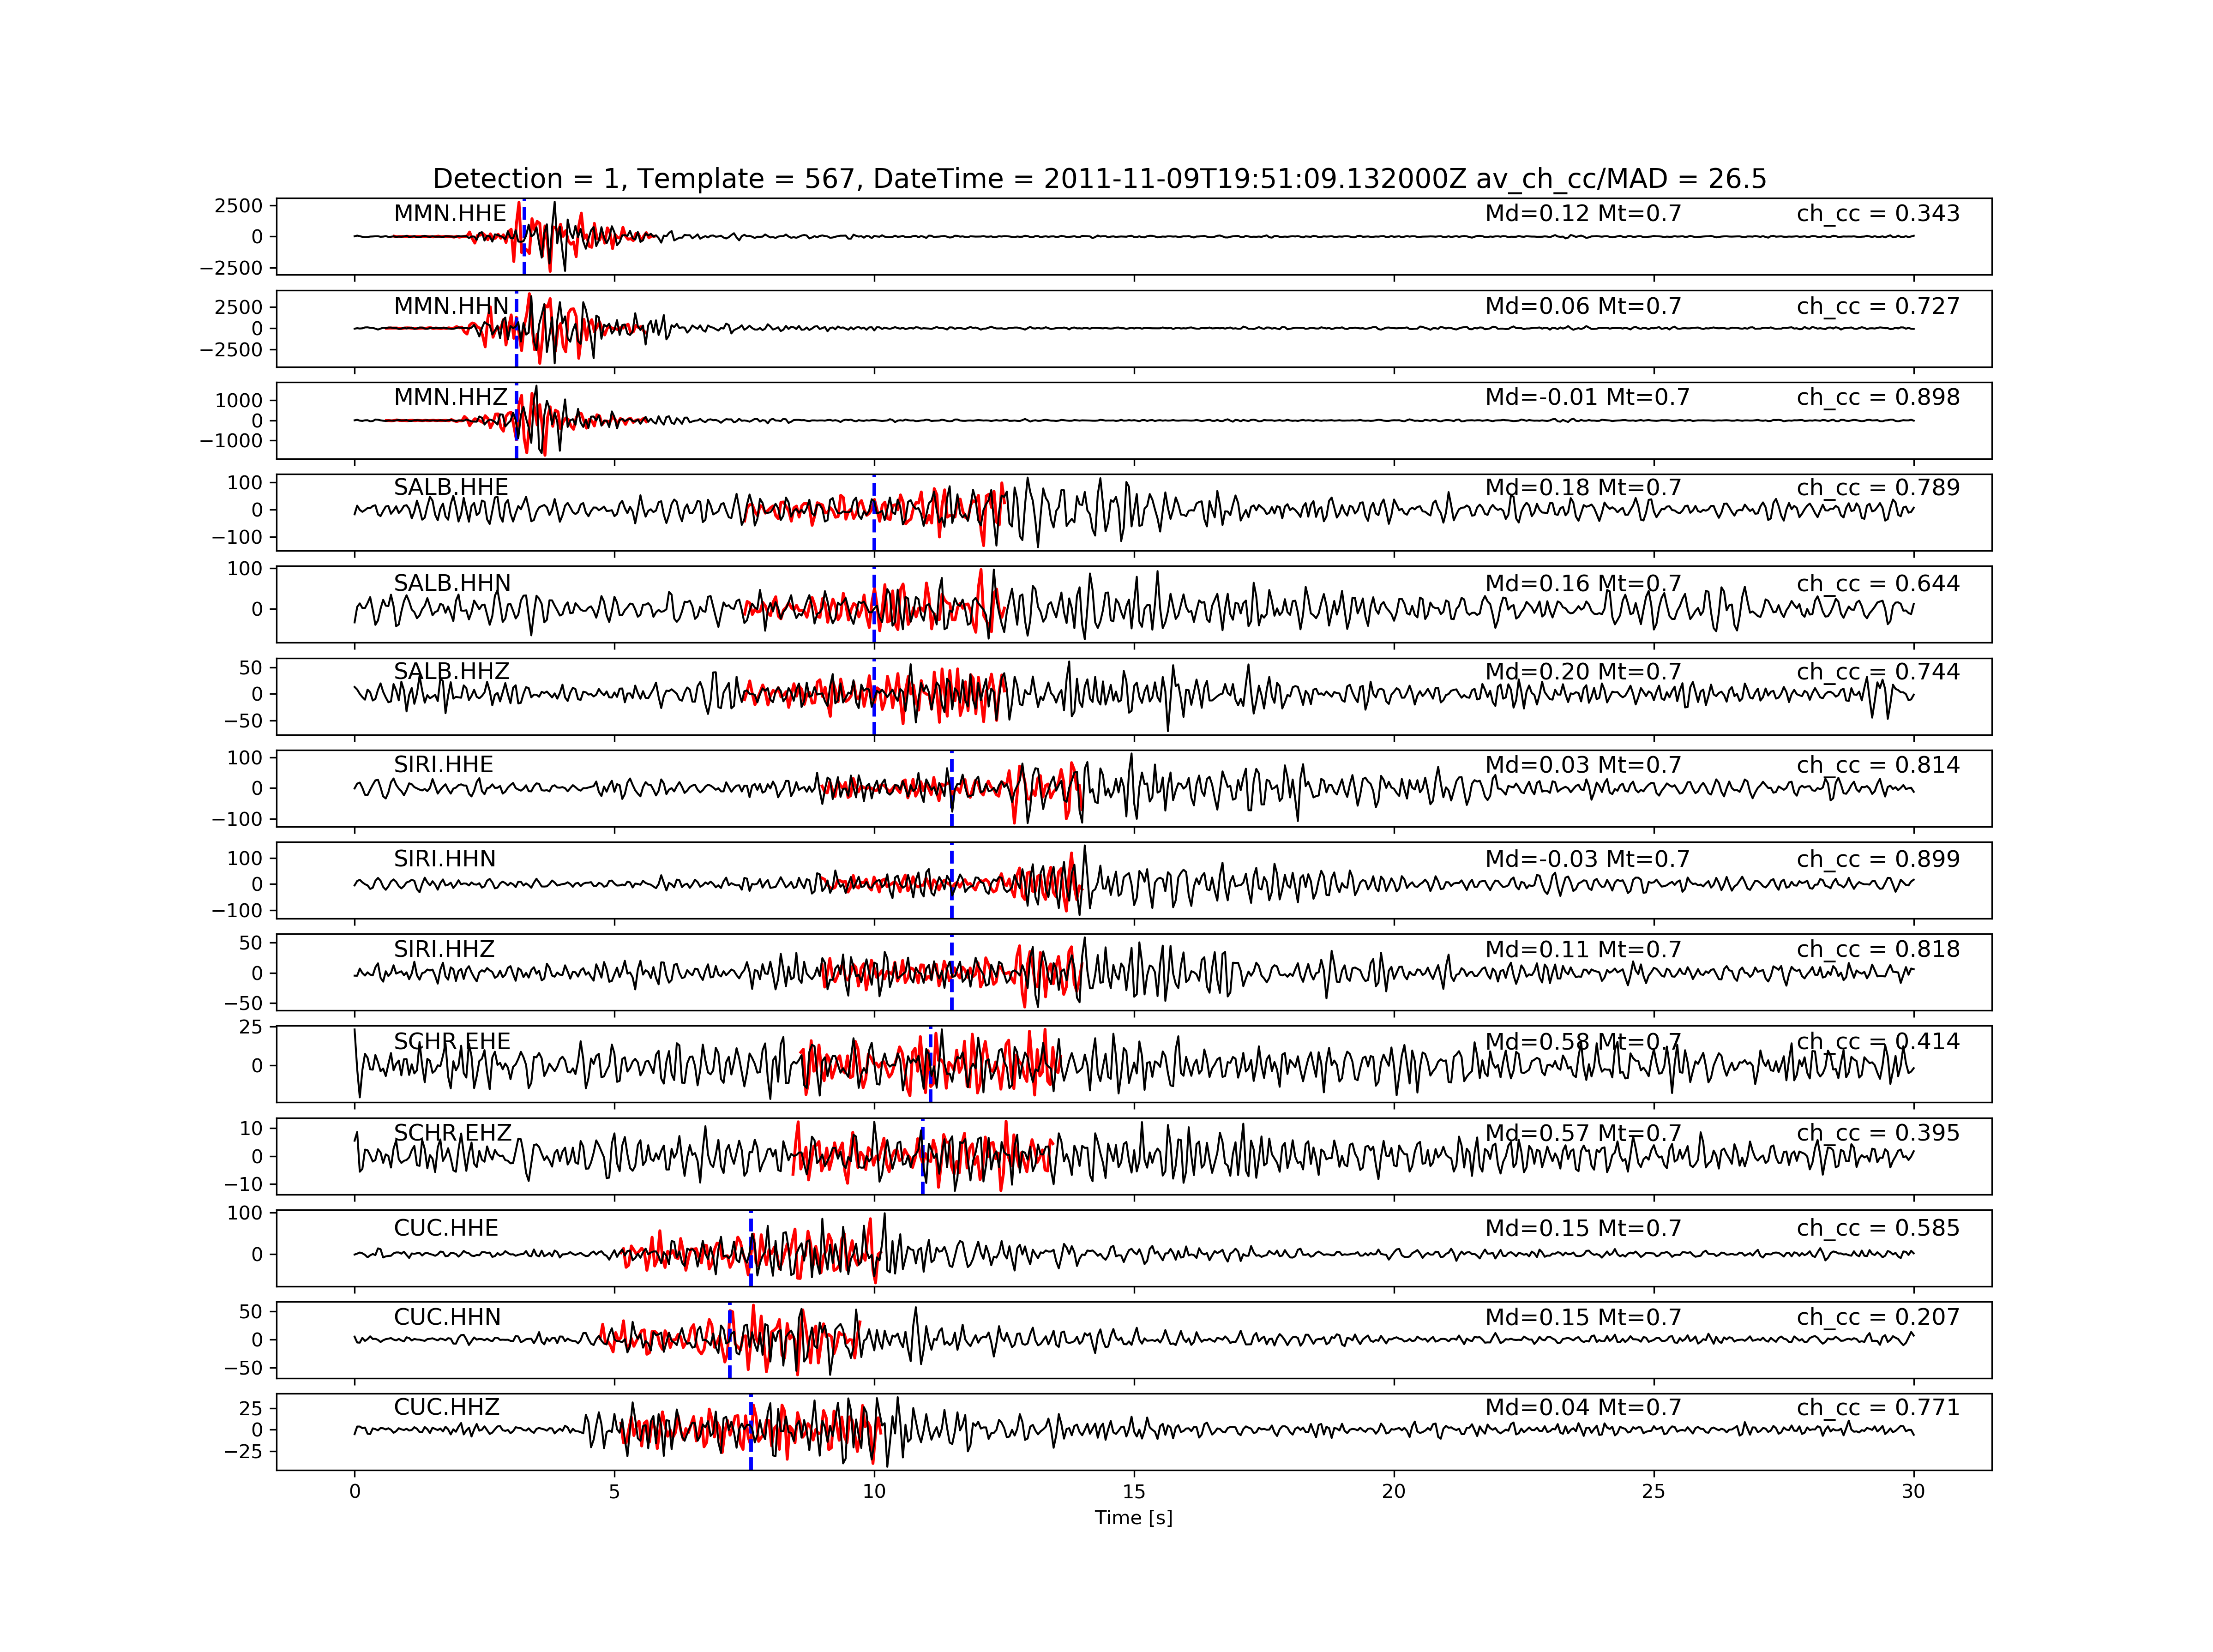 Detection = 1, Template = 567, DateTime = 2011-11-09T19:51:09.132000Z av_ch_cc/MAD = 26.5
2500
0
−2500
MMN.HHE Md=0.12 Mt=0.7 ch_cc = 0.343
2500
0
−2500
MMN.HHN Md=0.06 Mt=0.7 ch_cc = 0.727
1000
0
−1000
MMN.HHZ Md=-0.01 Mt=0.7 ch_cc = 0.898
100
0
−100
SALB.HHE Md=0.18 Mt=0.7 ch_cc = 0.789
100
0
SALB.HHN Md=0.16 Mt=0.7 ch_cc = 0.644
50
0
−50
SALB.HHZ Md=0.20 Mt=0.7 ch_cc = 0.744
100
0
−100
SIRI.HHE Md=0.03 Mt=0.7 ch_cc = 0.814
100
0
−100
SIRI.HHN Md=-0.03 Mt=0.7 ch_cc = 0.899
50
0
−50
SIRI.HHZ Md=0.11 Mt=0.7 ch_cc = 0.818
25
0
SCHR.EHE Md=0.58 Mt=0.7 ch_cc = 0.414
10
0
−10
SCHR.EHZ Md=0.57 Mt=0.7 ch_cc = 0.395
100
0
CUC.HHE Md=0.15 Mt=0.7 ch_cc = 0.585
50
0
−50
CUC.HHN Md=0.15 Mt=0.7 ch_cc = 0.207
25
0
−25
CUC.HHZ Md=0.04 Mt=0.7 ch_cc = 0.771
0 5 10 15 20 25 30
Time [s]